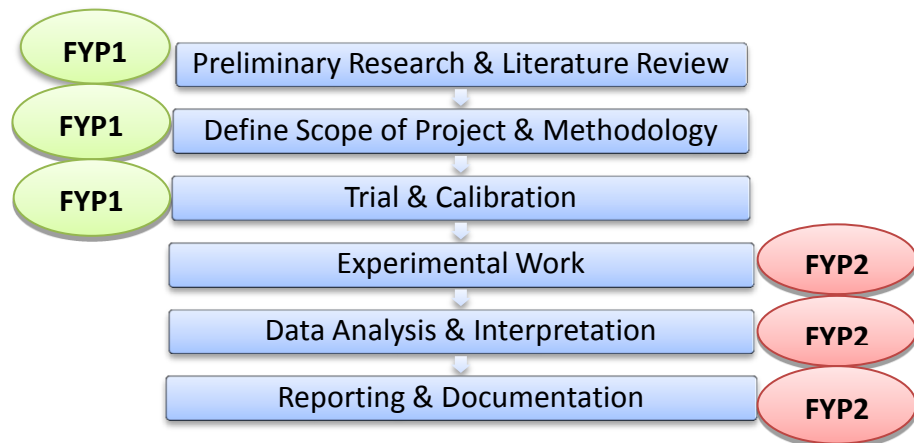 FYP1
Preliminary Research & Literature Review
FYP1
Define Scope of Project & Methodology
FYP1
Trial & Calibration
Experimental Work
FYP2
Data Analysis & Interpretation
FYP2
Reporting & Documentation
FYP2